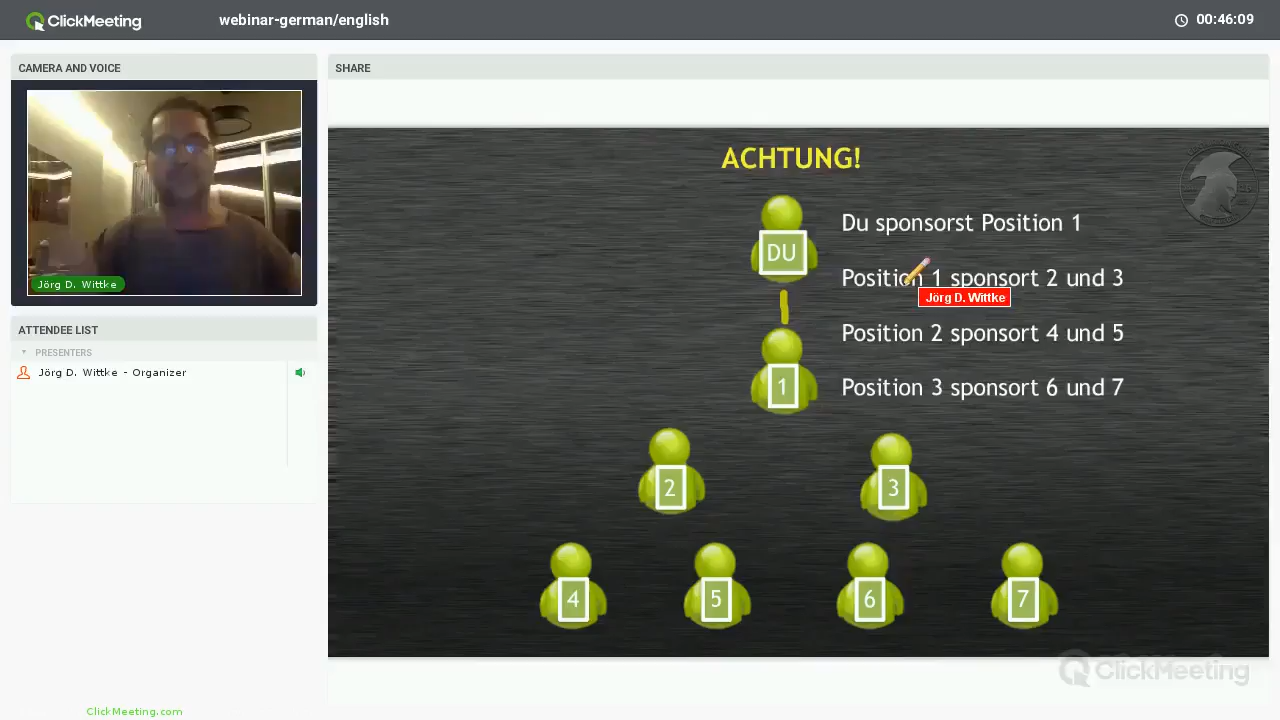 ClickMeeting
webinar-german/english
00:46:09
CAMERA AND VOICE
Jörg D. Wittke
ATTENDEE LIST
PRESENTERS
Jörg D. Wittke - Organizer
SHARE
ACHTUNG!
DU
Du sponsorst Position 1
Position 1 sponsort 2 und 3
Jörg D. Wittke
Position 2 sponsort 4 und 5
1
Position 3 sponsort 6 und 7
2
3
4
5
6
7
ClickMeeting
ClickMeeting.com